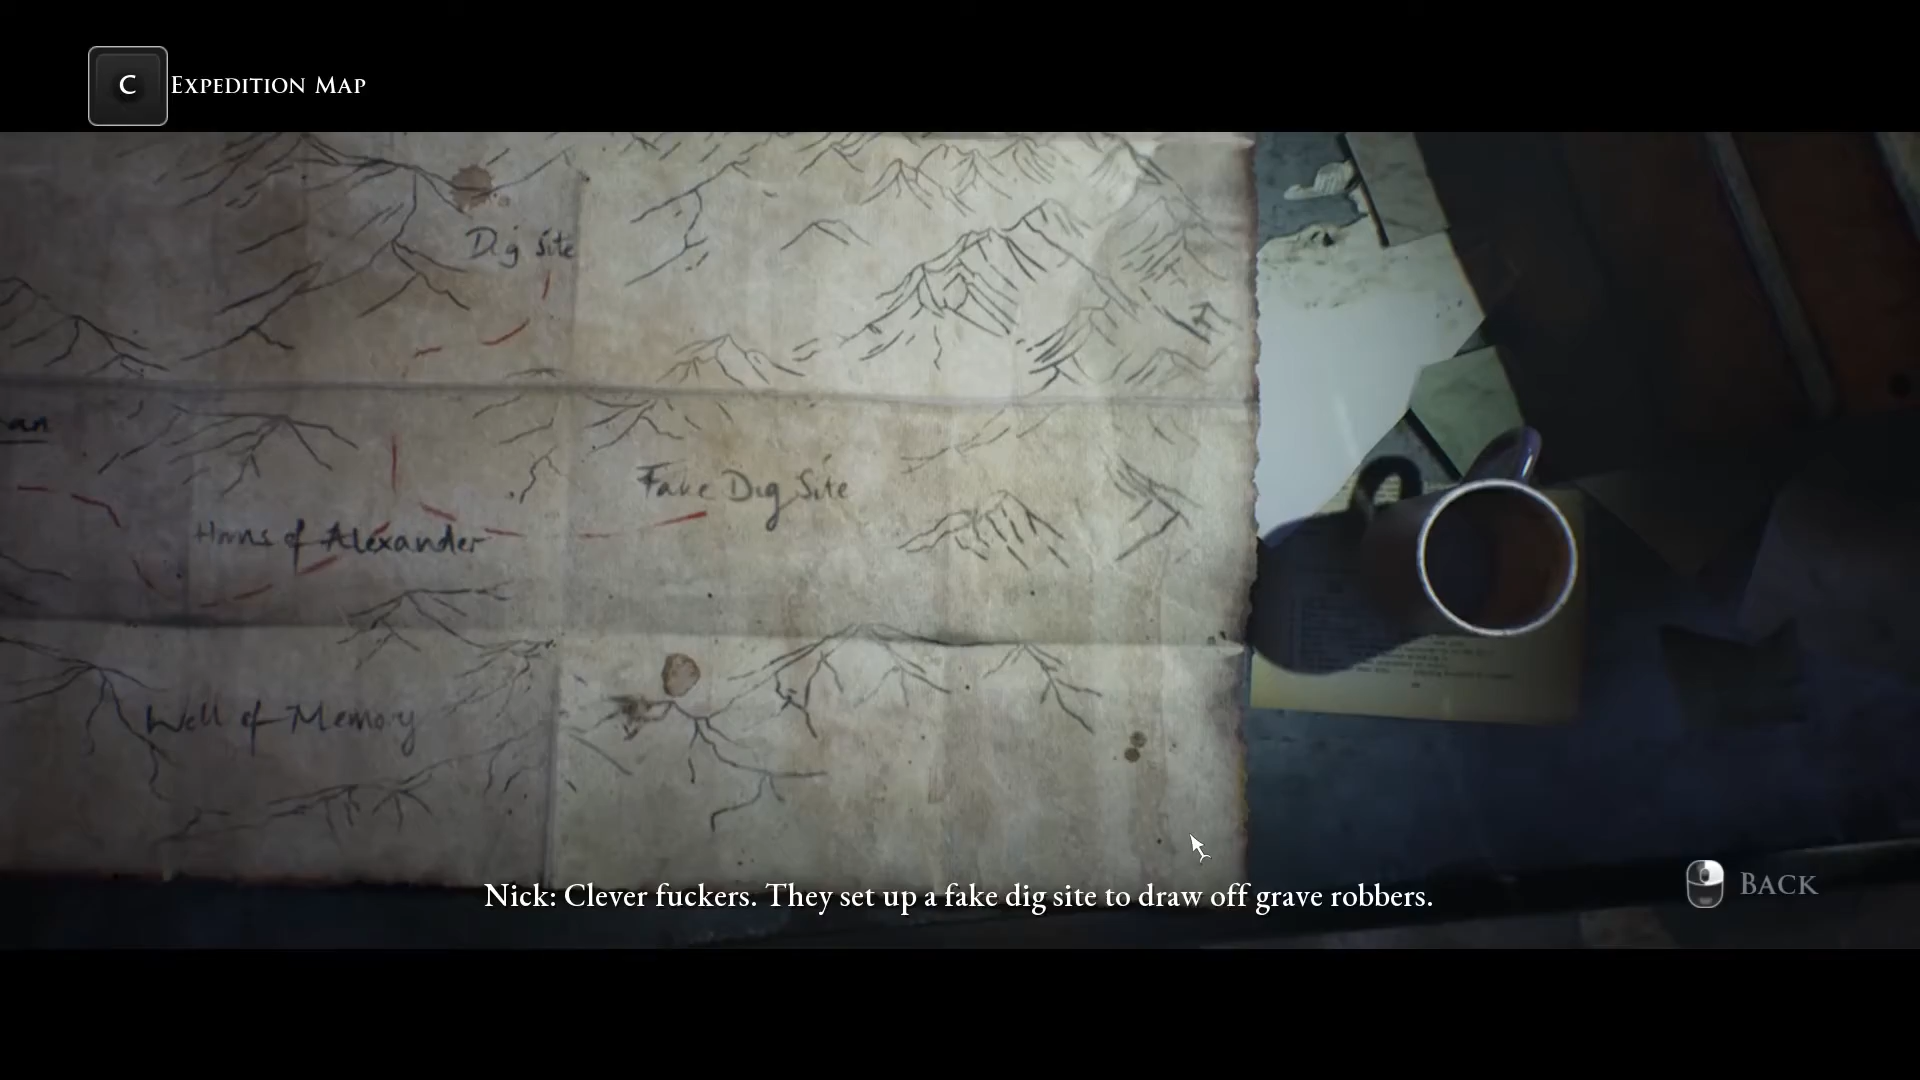 C Expedition Map
Dig Site
an
Fake Dig Site
Horns of Alexander
Well of Memory
Nick: Clever fuckers. They set up a fake dig site to draw off grave robbers.
Back